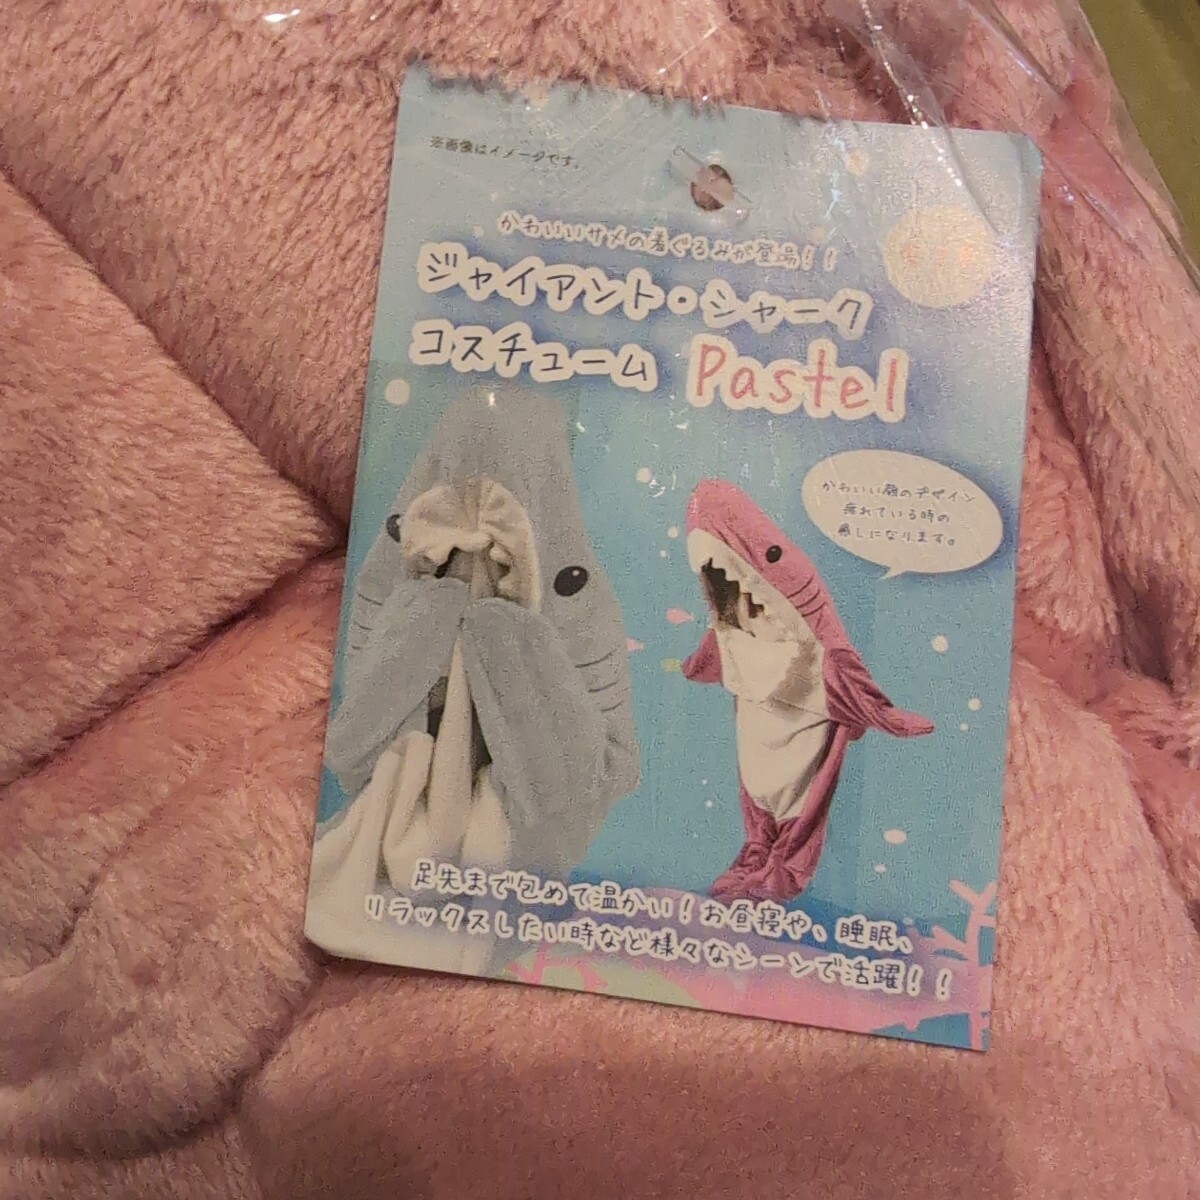 ※画像はイメージです。
かわいいサメの着ぐるみが登場！！
ジャイアント・シャーク
コスチューム Pastel
かわいい顔のデザイン
疲れている時の
癒しになります。
足先まで包めて温かい！お昼寝や、睡眠、
リラックスしたい時など様々なシーンで活躍！！